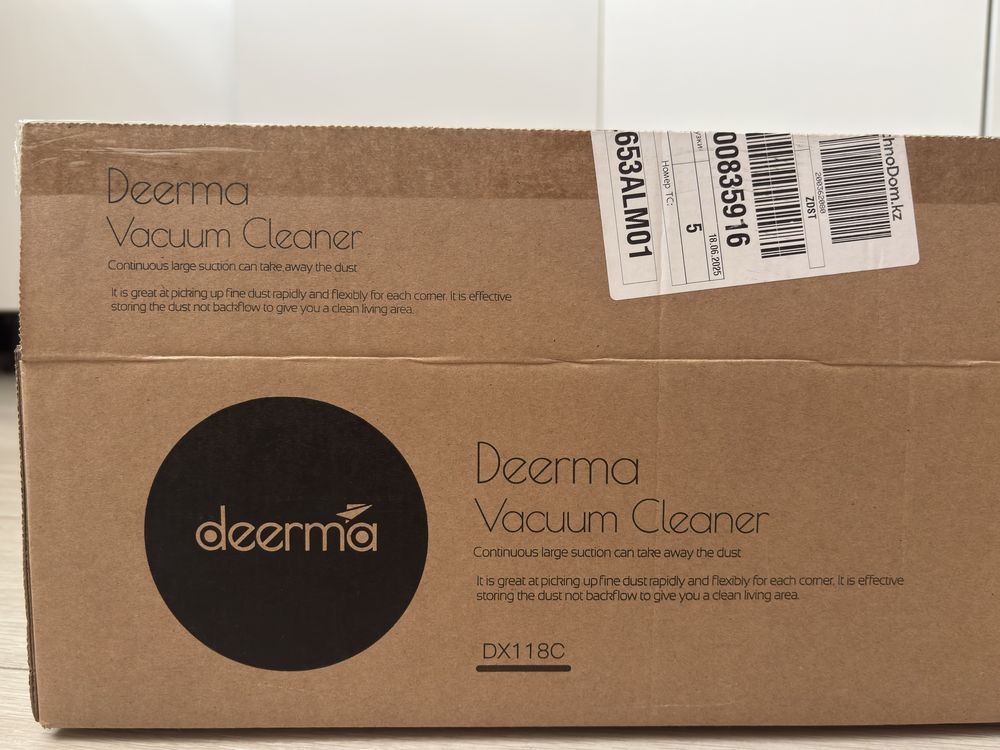 Deerma
Vacuum Cleaner
Continuous large suction can take away the dust
It is great at picking up fine dust rapidly and flexibly for each corner. It is effective
storing the dust not backflow to give you a clean living area.
653ALM01
Номер ТС:
5
00835916
18.06.2025
ZDST
200362080
hnoDom.kz
deerma
Deerma
Vacuum Cleaner
Continuous large suction can take away the dust
It is great at picking up fine dust rapidly and flexibly for each corner. It is effective
storing the dust not backflow to give you a clean living area.
DX118C